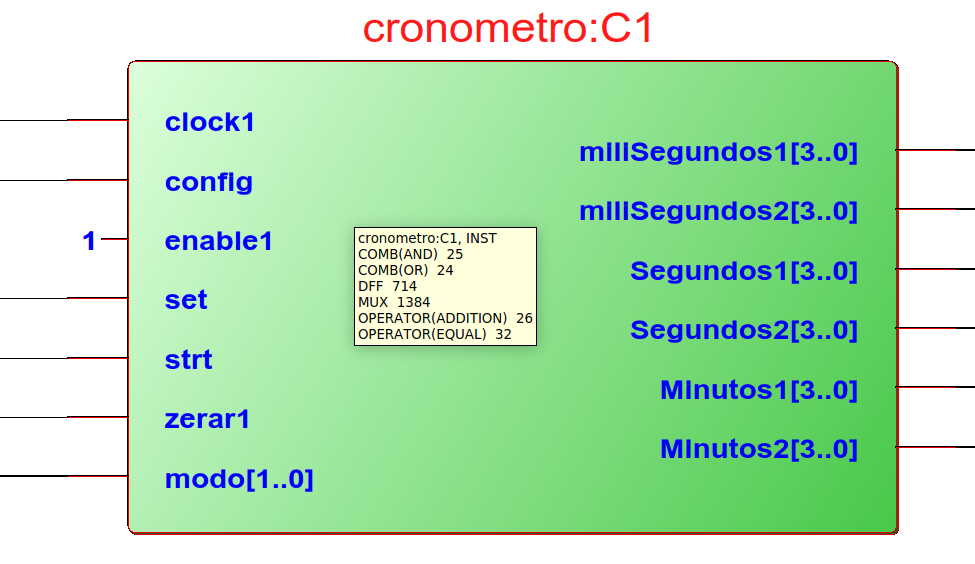 cronometro:C1
clock1
config
1
enable1
set
strt
zerar1
modo[1..0]
cronometro:C1, INST
COMB(AND) 25
COMB(OR) 24
DFF 714
MUX 1384
OPERATOR(ADDITION) 26
OPERATOR(EQUAL) 32
miliSegundos1[3..0]
miliSegundos2[3..0]
Segundos1[3..0]
Segundos2[3..0]
Minutos1[3..0]
Minutos2[3..0]